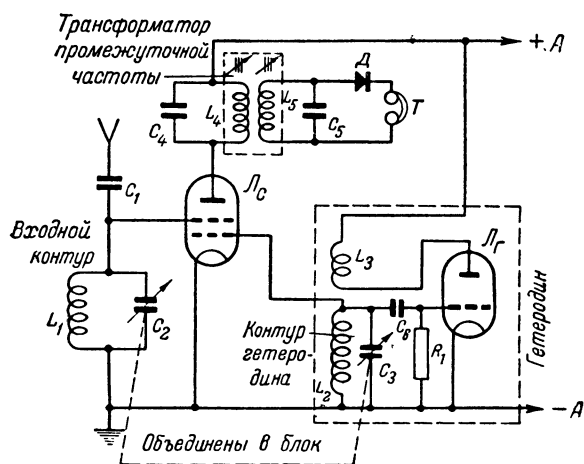 Трансформатор
промежуточной
частоты
+ А
L4
L5
Д
C4
C5
Т
C1
Лс
Входной
контур
L3
Лг
L1
C2
Контур
гетеро-
дина
C6
C3
R1
L2
Гетеродин
− А
Объединены в блок